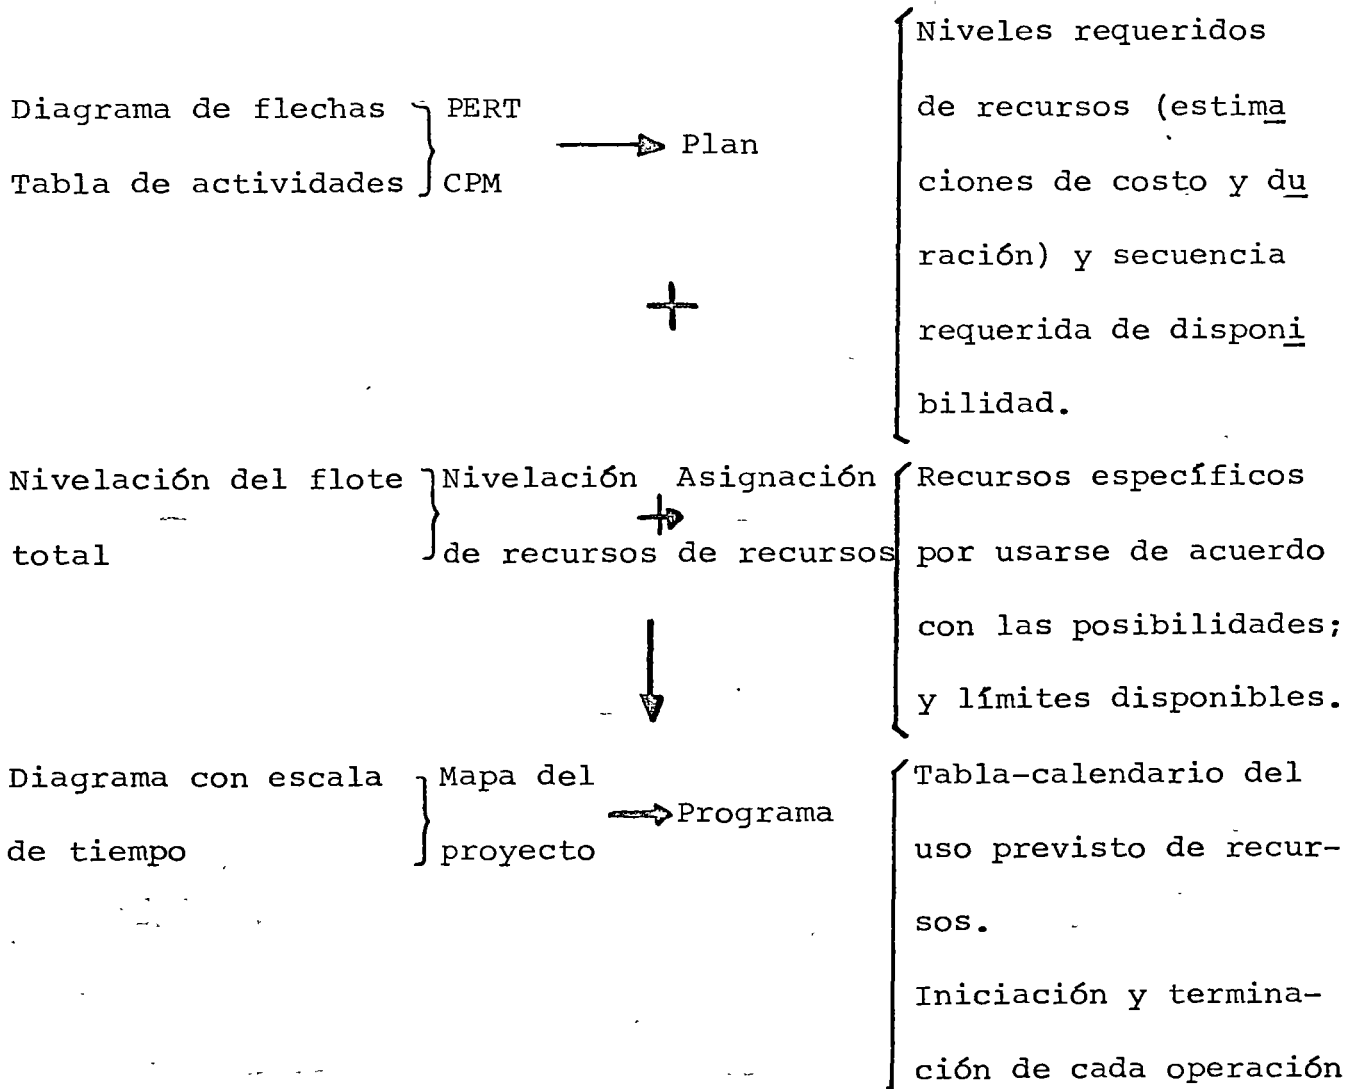 Diagrama de flechas
Tabla de actividades
PERT
CPM
Plan
Niveles requeridos
de recursos (estima
ciones de costo y du
ración) y secuencia
requerida de disponi
bilidad.
+
Nivelación del flote
total
Nivelación
de recursos
Asignación
de recursos
Recursos específicos
por usarse de acuerdo
con las posibilidades;
y límites disponibles.
Diagrama con escala
de tiempo
Mapa del
proyecto
Programa
Tabla-calendario del
uso previsto de recur-
sos.
Iniciación y termina-
ción de cada operación